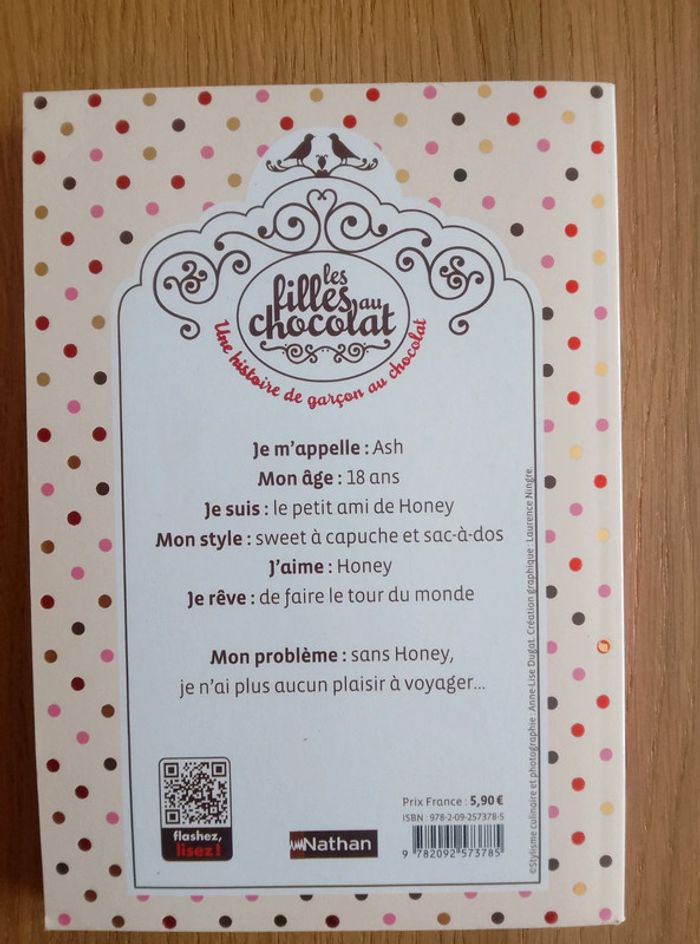 les
filles au
chocolat
Une histoire de garçon au chocolat
Je m'appelle : Ash
Mon âge : 18 ans
Je suis : le petit ami de Honey
Mon style : sweet à capuche et sac-à-dos
J'aime : Honey
Je rêve : de faire le tour du monde
Mon problème : sans Honey,
je n'ai plus aucun plaisir à voyager...
flashez,
lisez !
Nathan
Prix France : 5,90 €
ISBN : 978-2-09-257378-5
9 782092 573785
©Stylisme culinaire et photographie : Anne-Lise Dugat. Création graphique : Laurence Ningre.